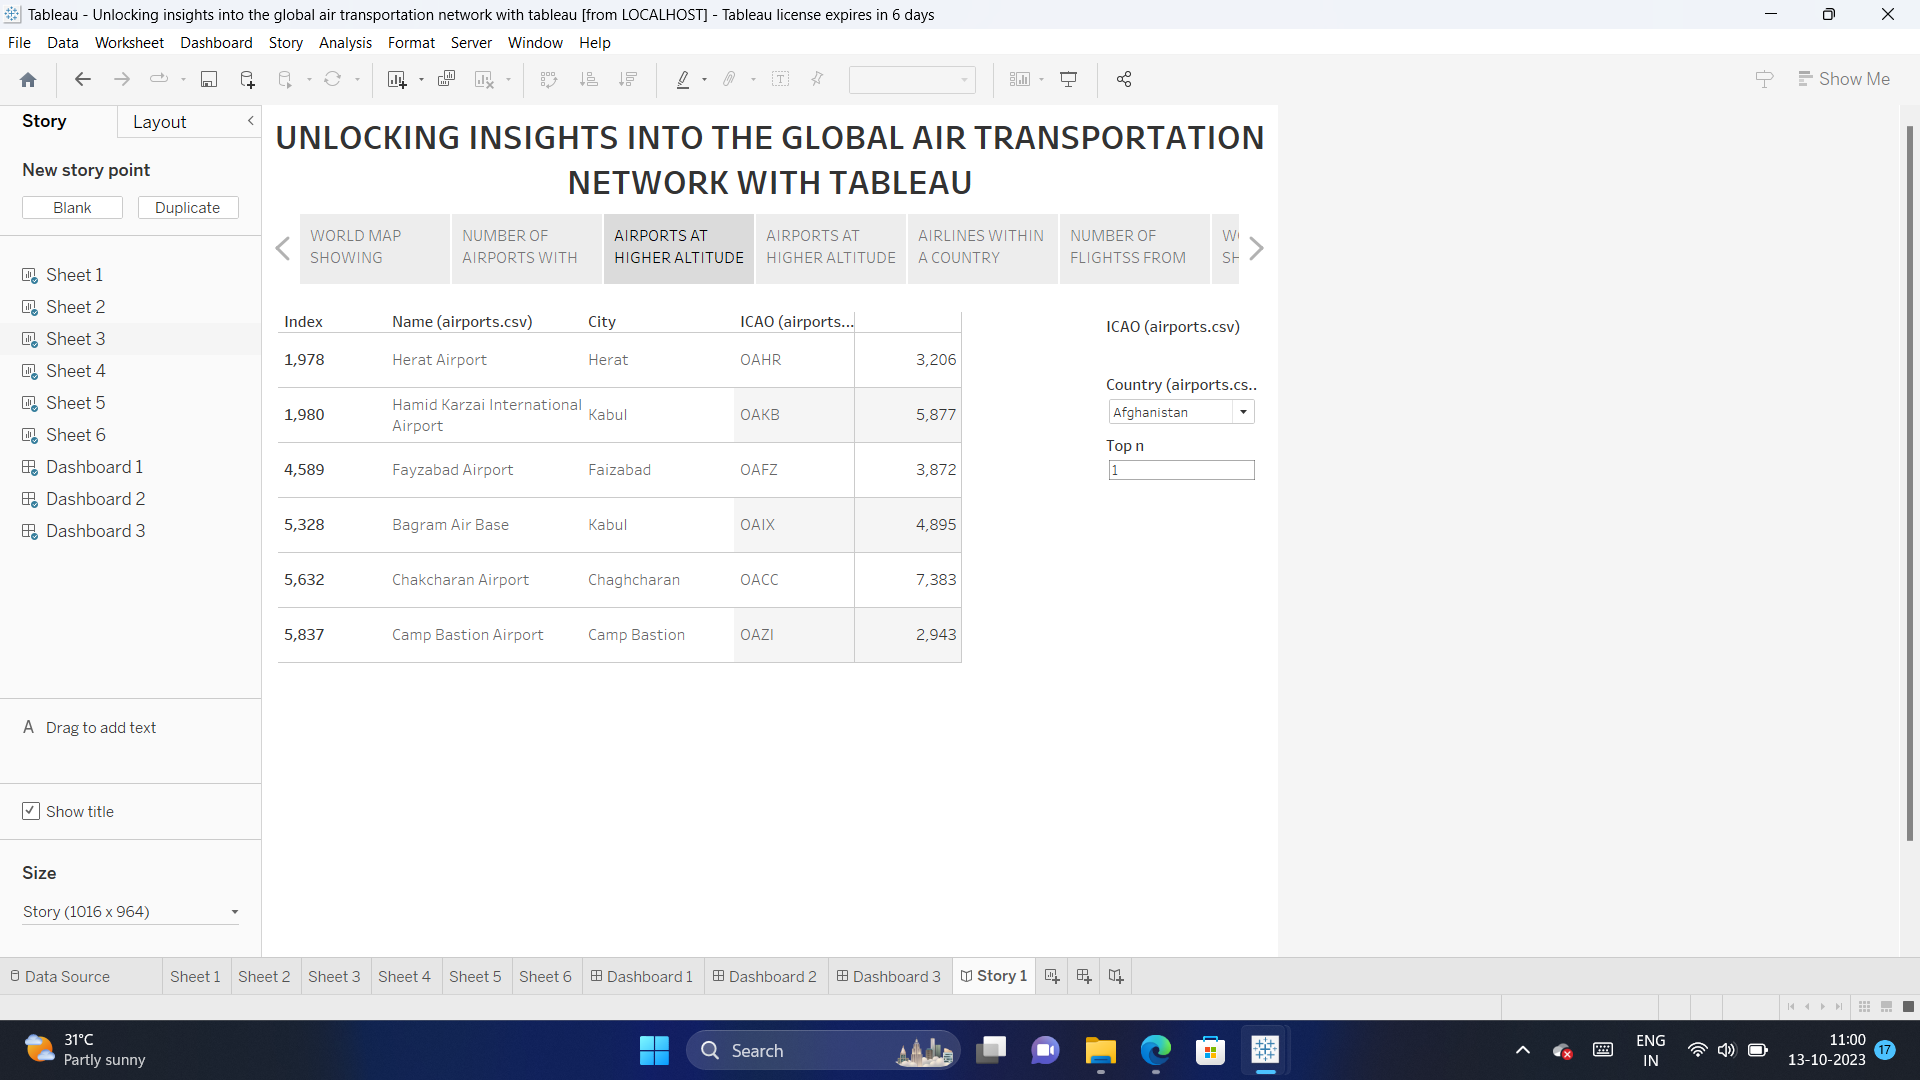 Tableau - Unlocking insights into the global air transportation network with tableau [from LOCALHOST] - Tableau license expires in 6 days
File Data Worksheet Dashboard Story Analysis Format Server Window Help
Show Me
Story Layout
New story point
Blank Duplicate
Sheet 1
Sheet 2
Sheet 3
Sheet 4
Sheet 5
Sheet 6
Dashboard 1
Dashboard 2
Dashboard 3
A Drag to add text
Show title
Size
Story (1016 x 964)
UNLOCKING INSIGHTS INTO THE GLOBAL AIR TRANSPORTATION
NETWORK WITH TABLEAU
WORLD MAP
SHOWING
NUMBER OF
AIRPORTS WITH
AIRPORTS AT
HIGHER ALTITUDE
AIRPORTS AT
HIGHER ALTITUDE
AIRLINES WITHIN
A COUNTRY
NUMBER OF
FLIGHTSS FROM
SH
Index Name (airports.csv) City ICAO (airports...
1,978 Herat Airport Herat OAHR 3,206
1,980 Hamid Karzai International
Airport Kabul OAKB 5,877
4,589 Fayzabad Airport Faizabad OAFZ 3,872
5,328 Bagram Air Base Kabul OAIX 4,895
5,632 Chakcharan Airport Chaghcharan OACC 7,383
5,837 Camp Bastion Airport Camp Bastion OAZI 2,943
ICAO (airports.csv)
Country (airports.cs..
Afghanistan
Top n
1
Data Source Sheet 1 Sheet 2 Sheet 3 Sheet 4 Sheet 5 Sheet 6 Dashboard 1 Dashboard 2 Dashboard 3 Story 1
31°C
Partly sunny
Search
ENG
IN
11:00
13-10-2023
17